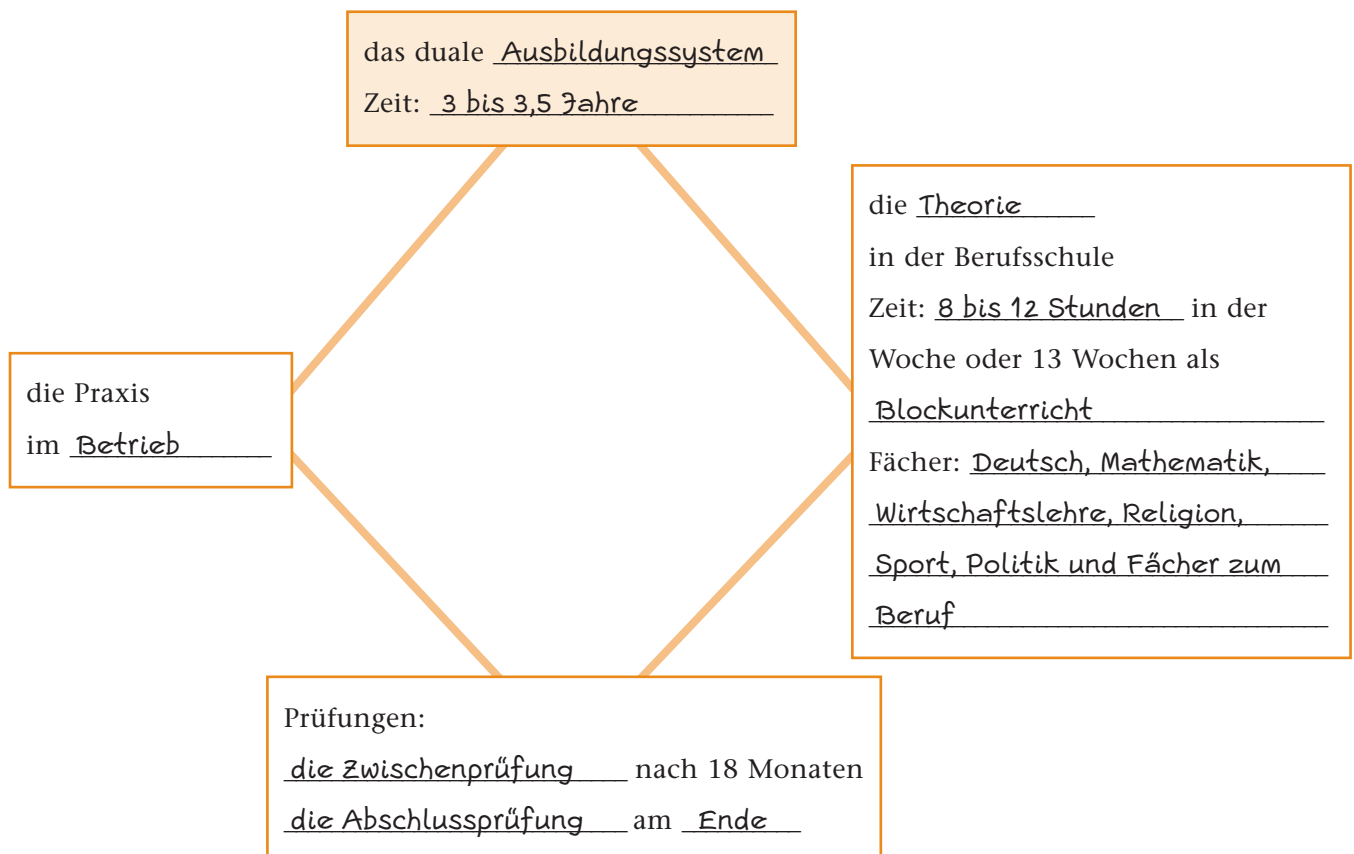 das duale Ausbildungssystem
Zeit: 3 bis 3,5 Jahre
die Praxis
im Betrieb
die Theorie
in der Berufsschule
Zeit: 8 bis 12 Stunden in der
Woche oder 13 Wochen als
Blockunterricht
Fächer: Deutsch, Mathematik,
Wirtschaftslehre, Religion,
Sport, Politik und Fächer zum
Beruf
Prüfungen:
die Zwischenprüfung nach 18 Monaten
die Abschlussprüfung am Ende